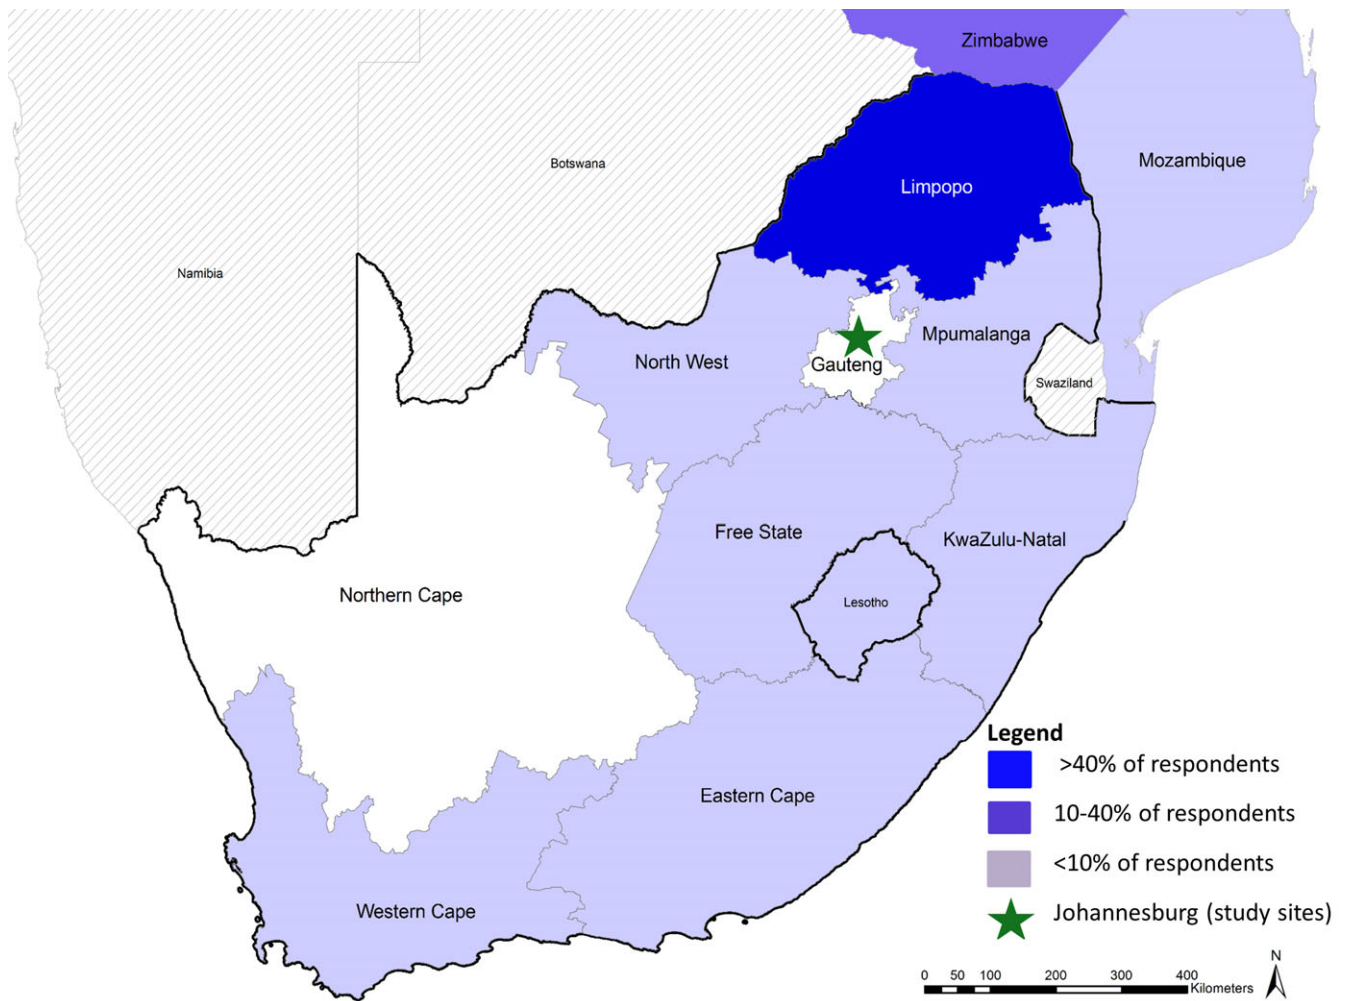 Zimbabwe
Mozambique
Botswana
Limpopo
Namibia
North West
Gauteng
Mpumalanga
Swaziland
Free State
KwaZulu-Natal
Northern Cape
Lesotho
Eastern Cape
Western Cape
Legend
>40% of respondents
10-40% of respondents
<10% of respondents
Johannesburg (study sites)
N
0 50 100 200 300 400
Kilometers